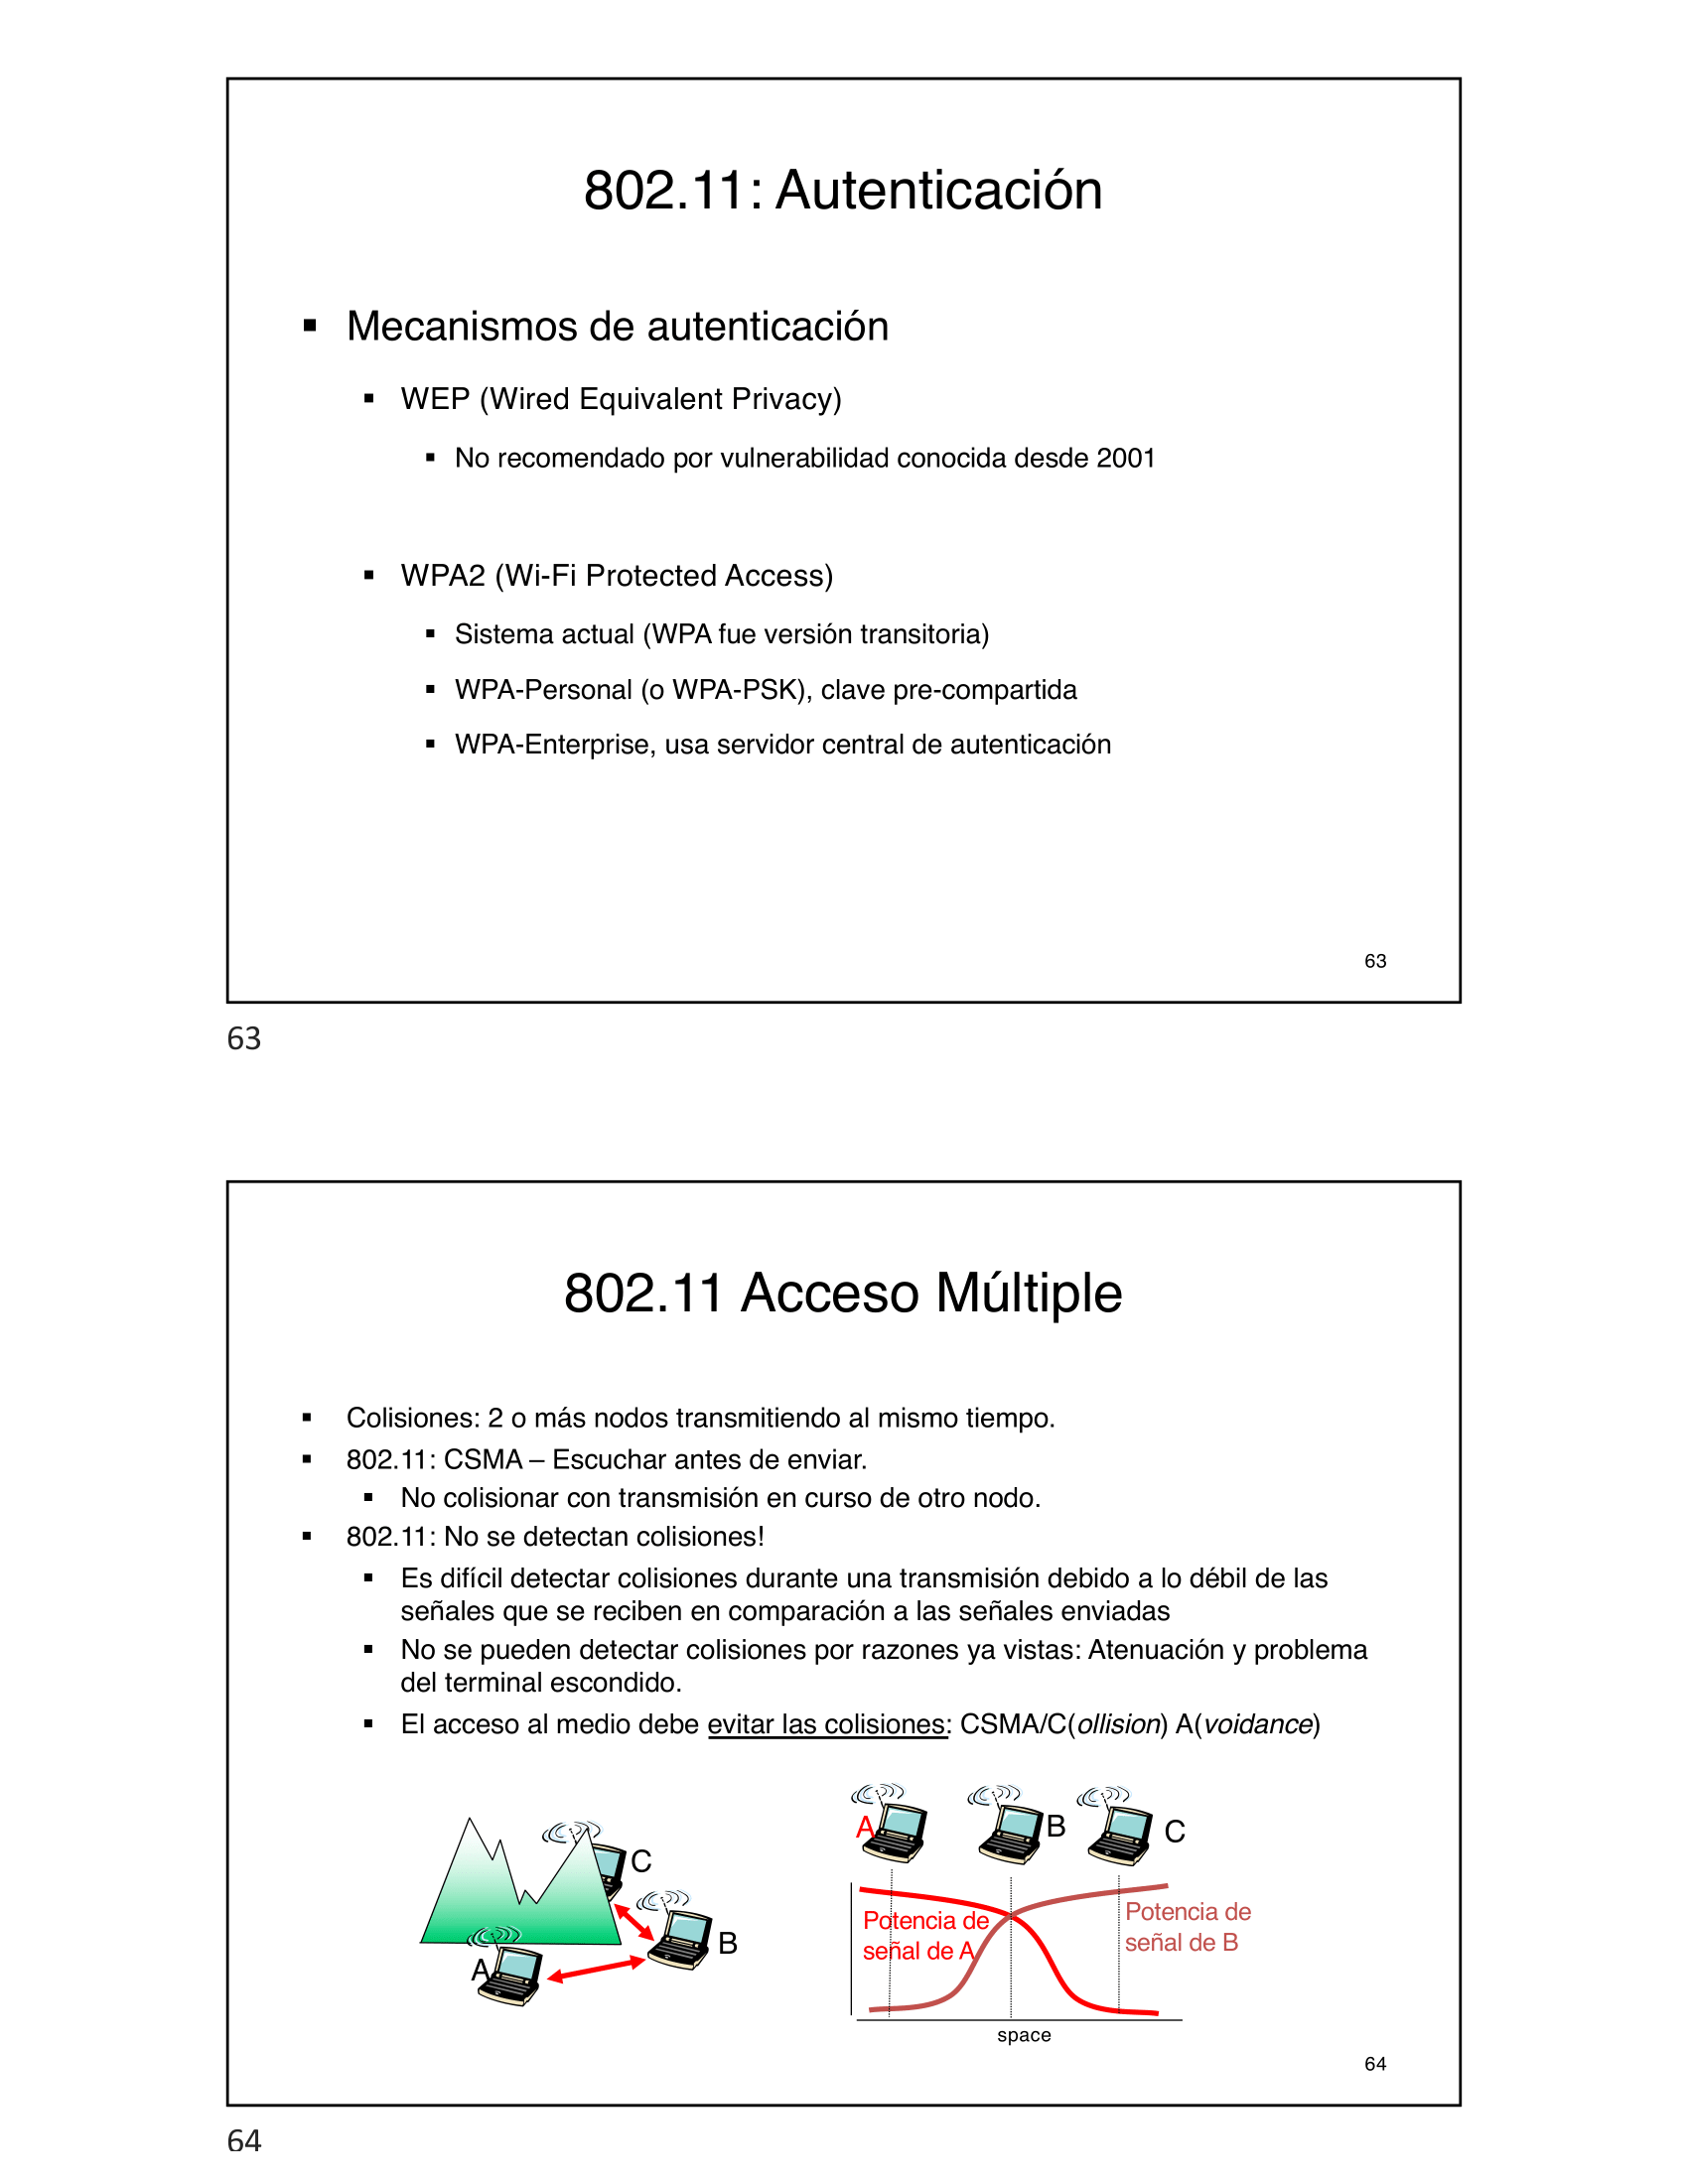 802.11: Autenticación
▪ Mecanismos de autenticación
▪ WEP (Wired Equivalent Privacy)
▪ No recomendado por vulnerabilidad conocida desde 2001
▪ WPA2 (Wi-Fi Protected Access)
▪ Sistema actual (WPA fue versión transitoria)
▪ WPA-Personal (o WPA-PSK), clave pre-compartida
▪ WPA-Enterprise, usa servidor central de autenticación
63
63
802.11 Acceso Múltiple
▪ Colisiones: 2 o más nodos transmitiendo al mismo tiempo.
▪ 802.11: CSMA – Escuchar antes de enviar.
▪ No colisionar con transmisión en curso de otro nodo.
▪ 802.11: No se detectan colisiones!
▪ Es difícil detectar colisiones durante una transmisión debido a lo débil de las
señales que se reciben en comparación a las señales enviadas
▪ No se pueden detectar colisiones por razones ya vistas: Atenuación y problema
del terminal escondido.
▪ El acceso al medio debe evitar las colisiones: CSMA/C(ollision) A(voidance)
C
B
A
A
B
C
Potencia de
señal de A
Potencia de
señal de B
space
64
64